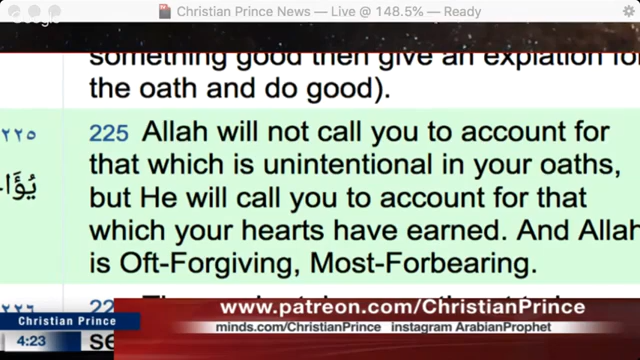 Christian Prince News — Live @ 148.5% — Ready
something good then give an expiation for
the oath and do good).
٢٢٥
225 Allah will not call you to account for
that which is unintentional in your oaths,
but He will call you to account for that
which your hearts have earned. And Allah
is Oft-Forgiving, Most-Forbearing.
٢٢٦
www.patreon.com/ChristianPrince
minds.com/ChristianPrince instagram ArabianProphet
Christian Prince
4:23